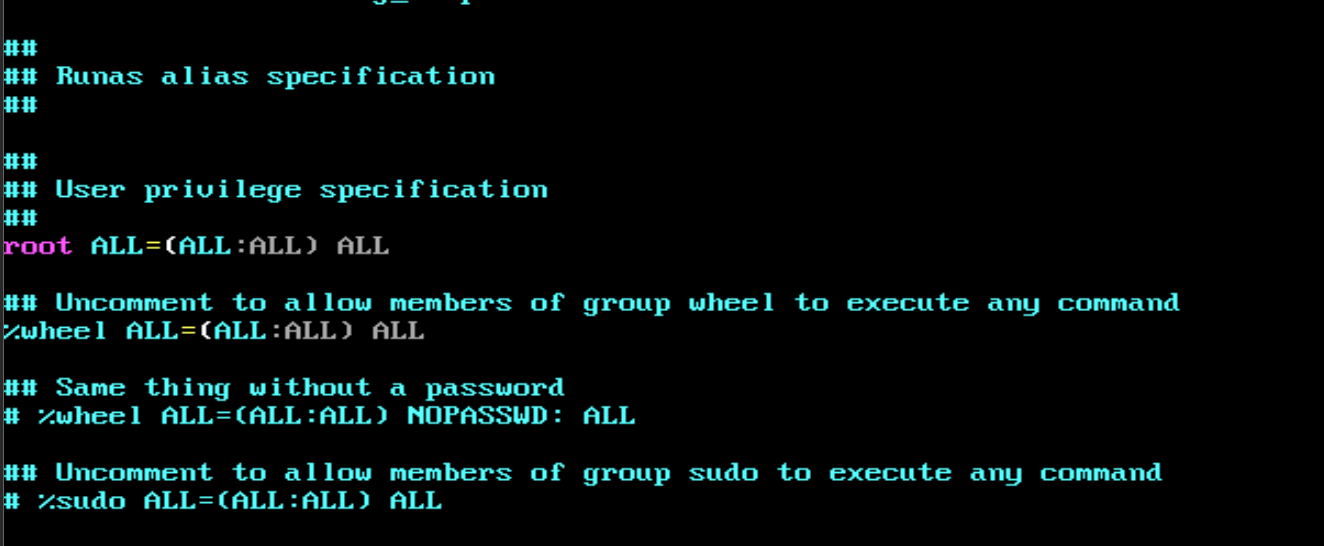 ##
## Runas alias specification
##
##
## User privilege specification
##
root ALL=(ALL:ALL) ALL
## Uncomment to allow members of group wheel to execute any command
%wheel ALL=(ALL:ALL) ALL
## Same thing without a password
# %wheel ALL=(ALL:ALL) NOPASSWD: ALL
## Uncomment to allow members of group sudo to execute any command
# %sudo ALL=(ALL:ALL) ALL